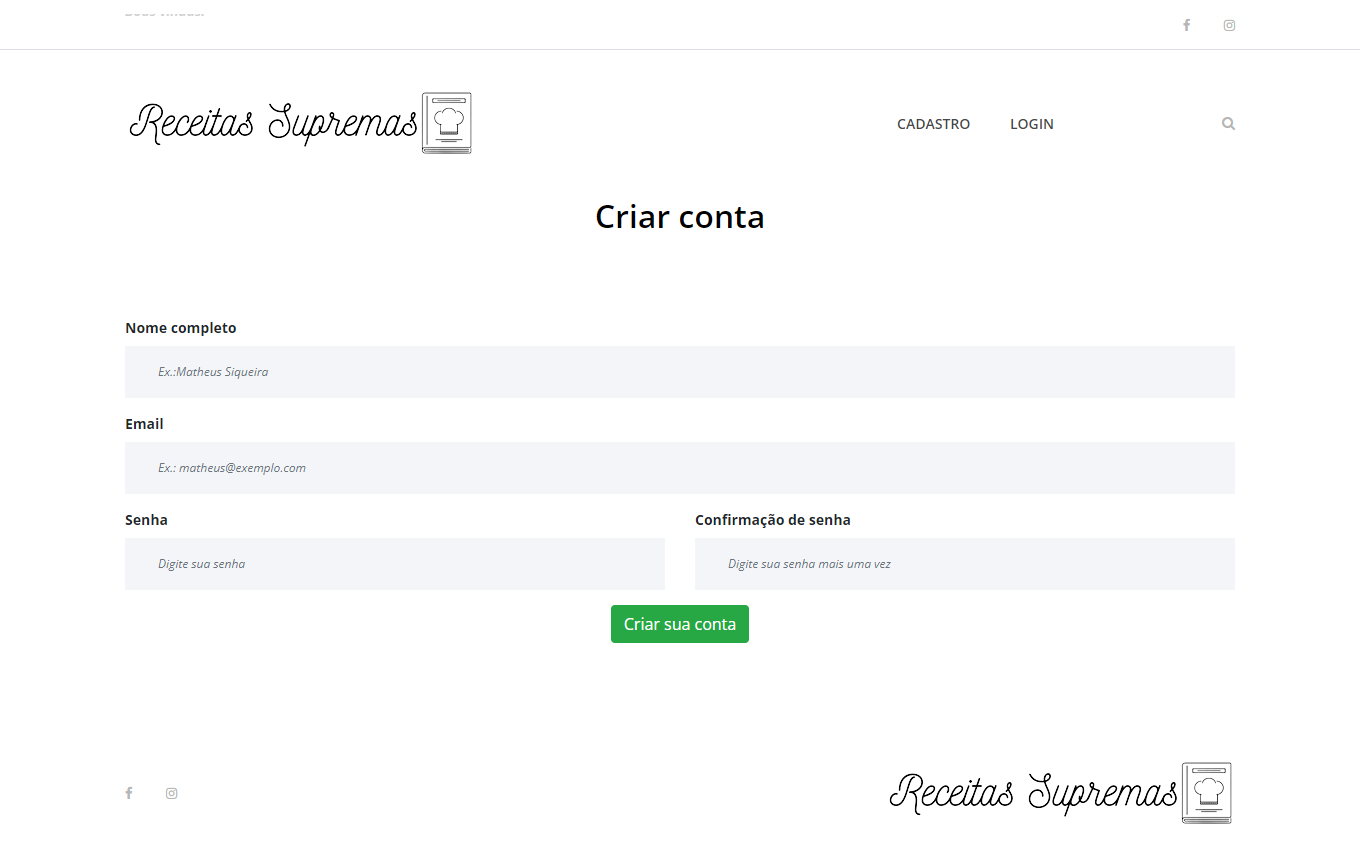 Receitas Supremas
CADASTRO LOGIN
Criar conta
Nome completo
Ex.:Matheus Siqueira
Email
Ex.: matheus@exemplo.com
Senha Confirmação de senha
Digite sua senha Digite sua senha mais uma vez
Criar sua conta
Receitas Supremas